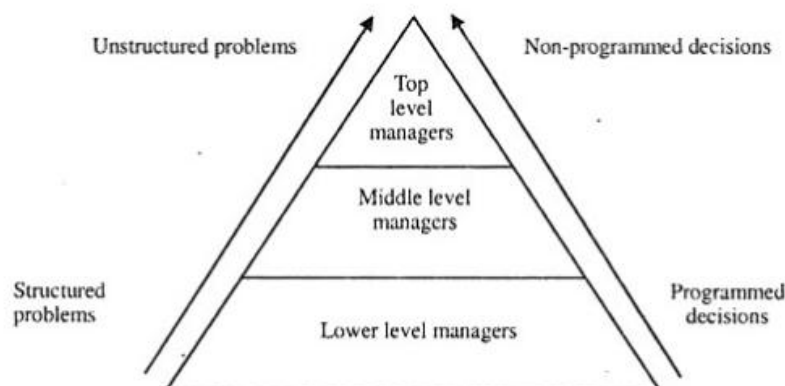 Unstructured problems
Non-programmed decisions
Top
level
managers
Middle level
managers
Structured
problems
Programmed
decisions
Lower level managers